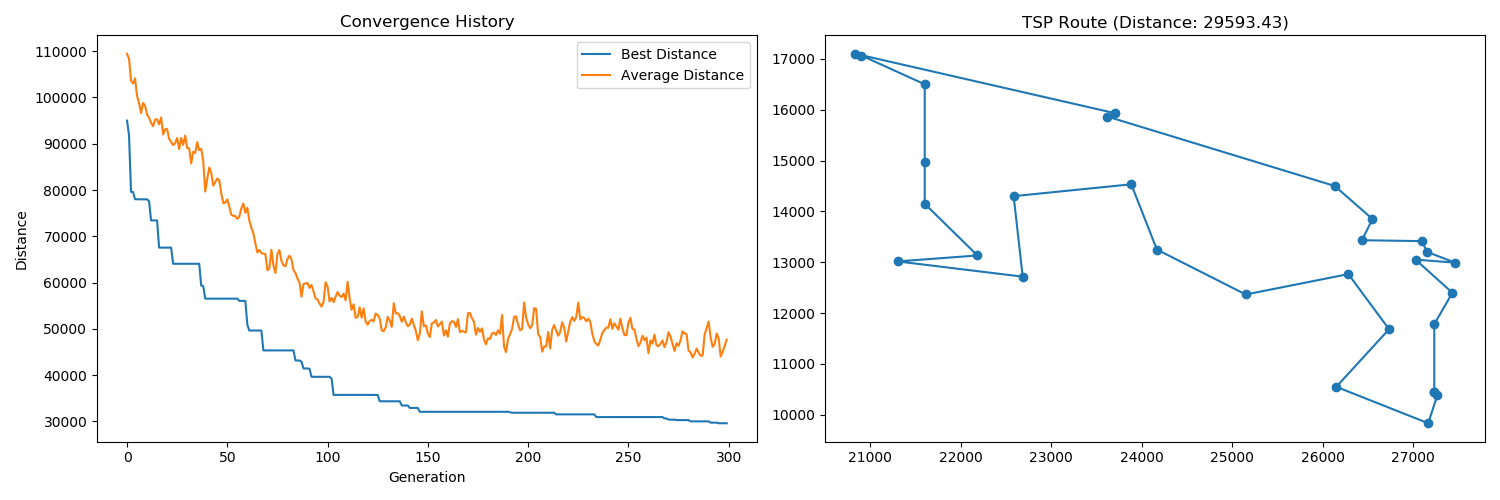 Convergence History
Best Distance
Average Distance
110000
100000
90000
80000
70000
60000
50000
40000
30000
Distance
0 50 100 150 200 250 300
Generation
TSP Route (Distance: 29593.43)
17000
16000
15000
14000
13000
12000
11000
10000
21000 22000 23000 24000 25000 26000 27000